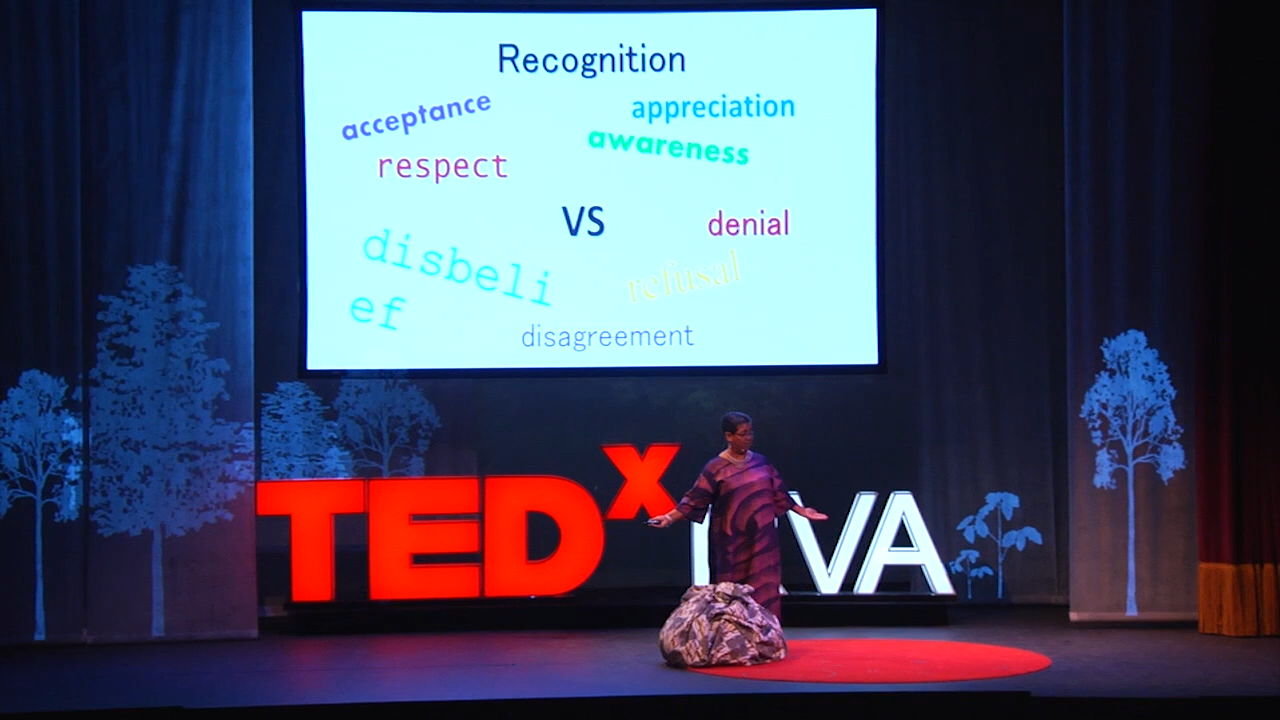 Recognition
acceptance
appreciation
awareness
respect
VS
denial
disbeli
ef
refusal
disagreement
TEDx
VA